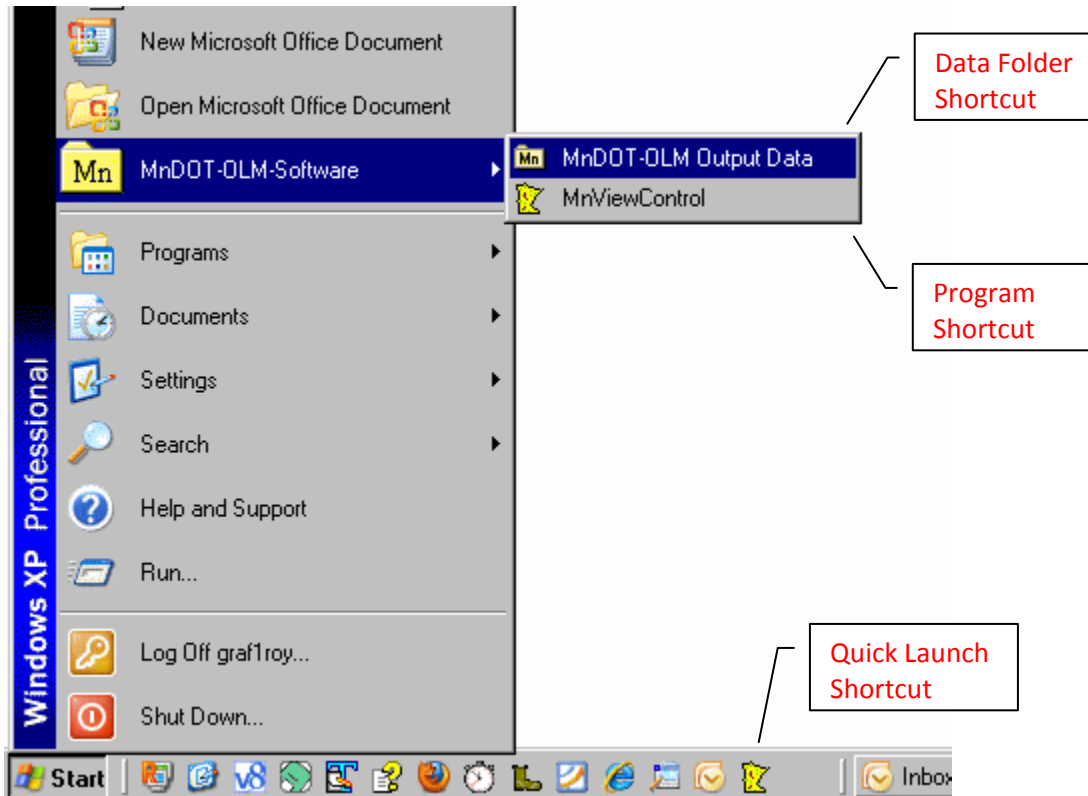 New Microsoft Office Document
Open Microsoft Office Document
Mn MnDOT-OLM-Software
Mn MnDOT-OLM Output Data
MnViewControl
Data Folder
Shortcut
Program
Shortcut
Programs
Documents
Settings
Search
Help and Support
Run...
Log Off graf1roy...
Shut Down...
Windows XP Professional
Quick Launch
Shortcut
Start
v8
Inbox